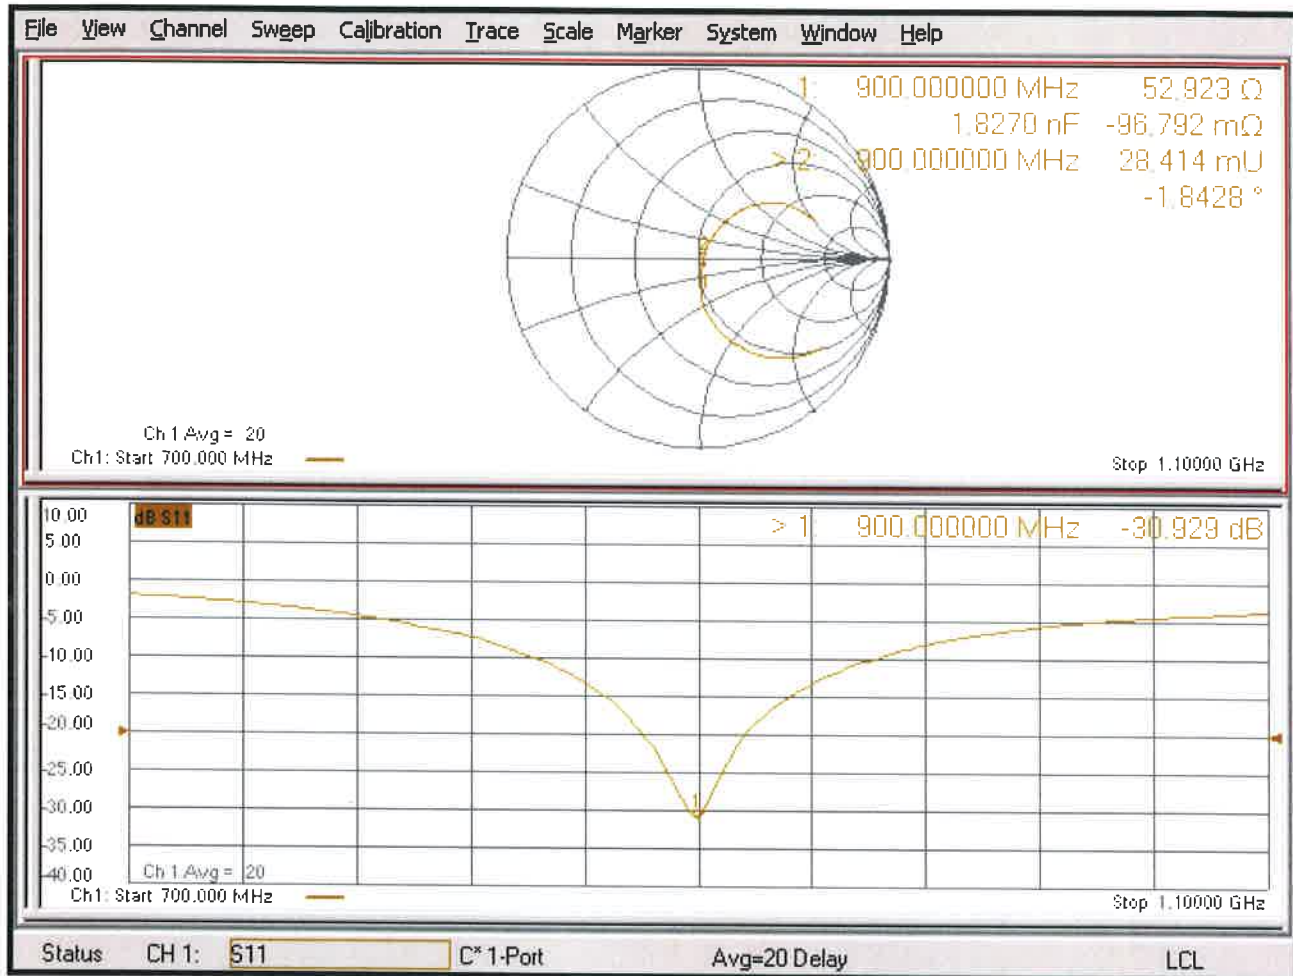 File View Channel Sweep Calibration Trace Scale Marker System Window Help
1: 900.000000 MHz 52.923 Ω
1.8270 nF -96.792 mΩ
> 2: 900.000000 MHz 28.414 mU
-1.8428 °
Ch 1 Avg = 20
Ch1: Start 700.000 MHz
Stop 1.10000 GHz
10.00
5.00
0.00
-5.00
-10.00
-15.00
-20.00
-25.00
-30.00
-35.00
-40.00
dB S11
> 1: 900.000000 MHz -30.929 dB
1
Ch 1 Avg = 20
Ch1: Start 700.000 MHz
Stop 1.10000 GHz
Status CH 1: S11 C* 1-Port Avg=20 Delay LCL